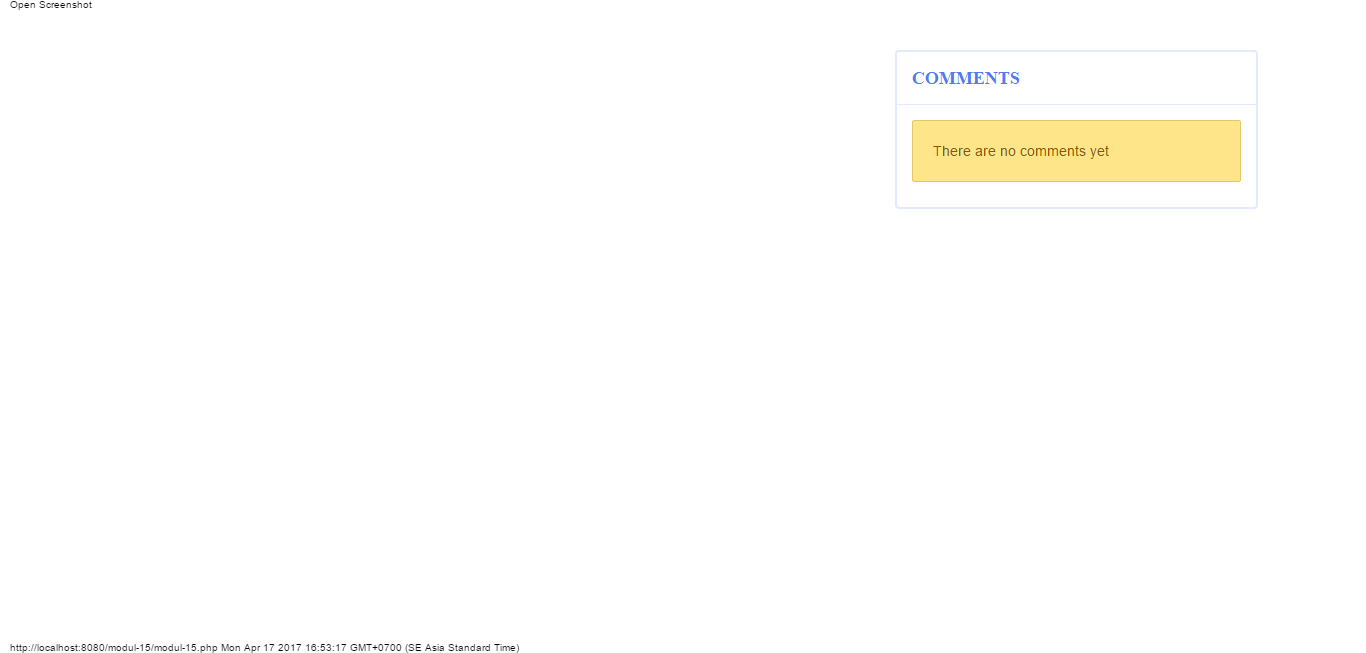 Open Screenshot
COMMENTS
There are no comments yet
http://localhost:8080/modul-15/modul-15.php Mon Apr 17 2017 16:53:17 GMT+0700 (SE Asia Standard Time)